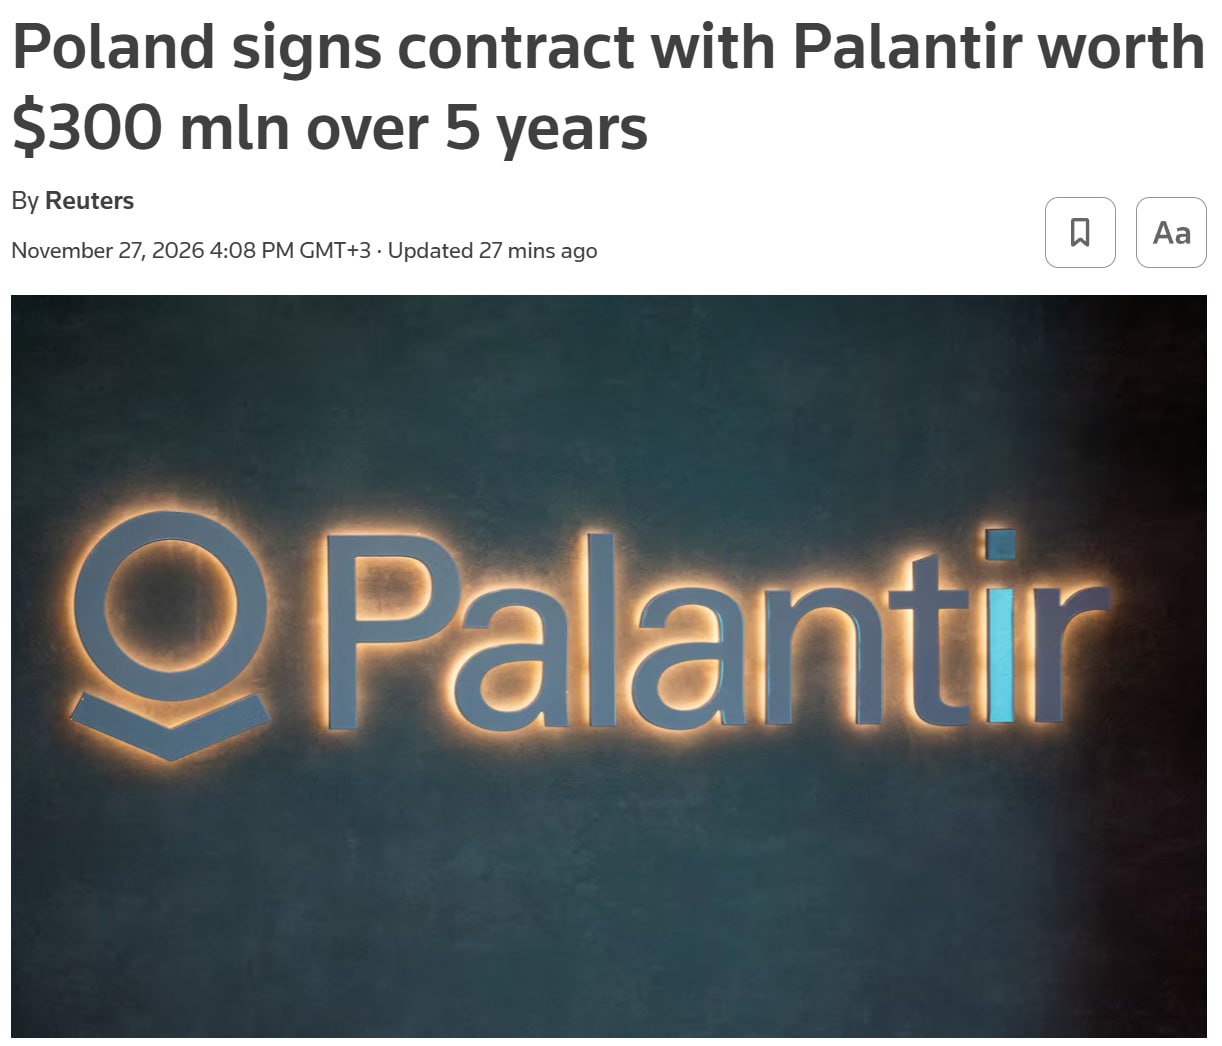 Poland signs contract with Palantir worth
$300 mln over 5 years
By Reuters
November 27, 2026 4:08 PM GMT+3 · Updated 27 mins ago
Aa
Palantir